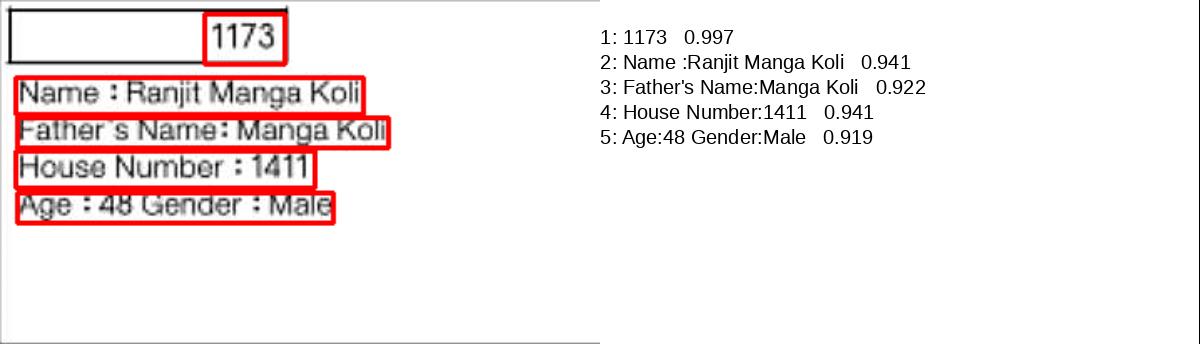 1173
Name : Ranjit Manga Koli
Father's Name: Manga Koli
House Number : 1411
Age : 48 Gender : Male
1: 1173 0.997
2: Name :Ranjit Manga Koli 0.941
3: Father's Name:Manga Koli 0.922
4: House Number:1411 0.941
5: Age:48 Gender:Male 0.919